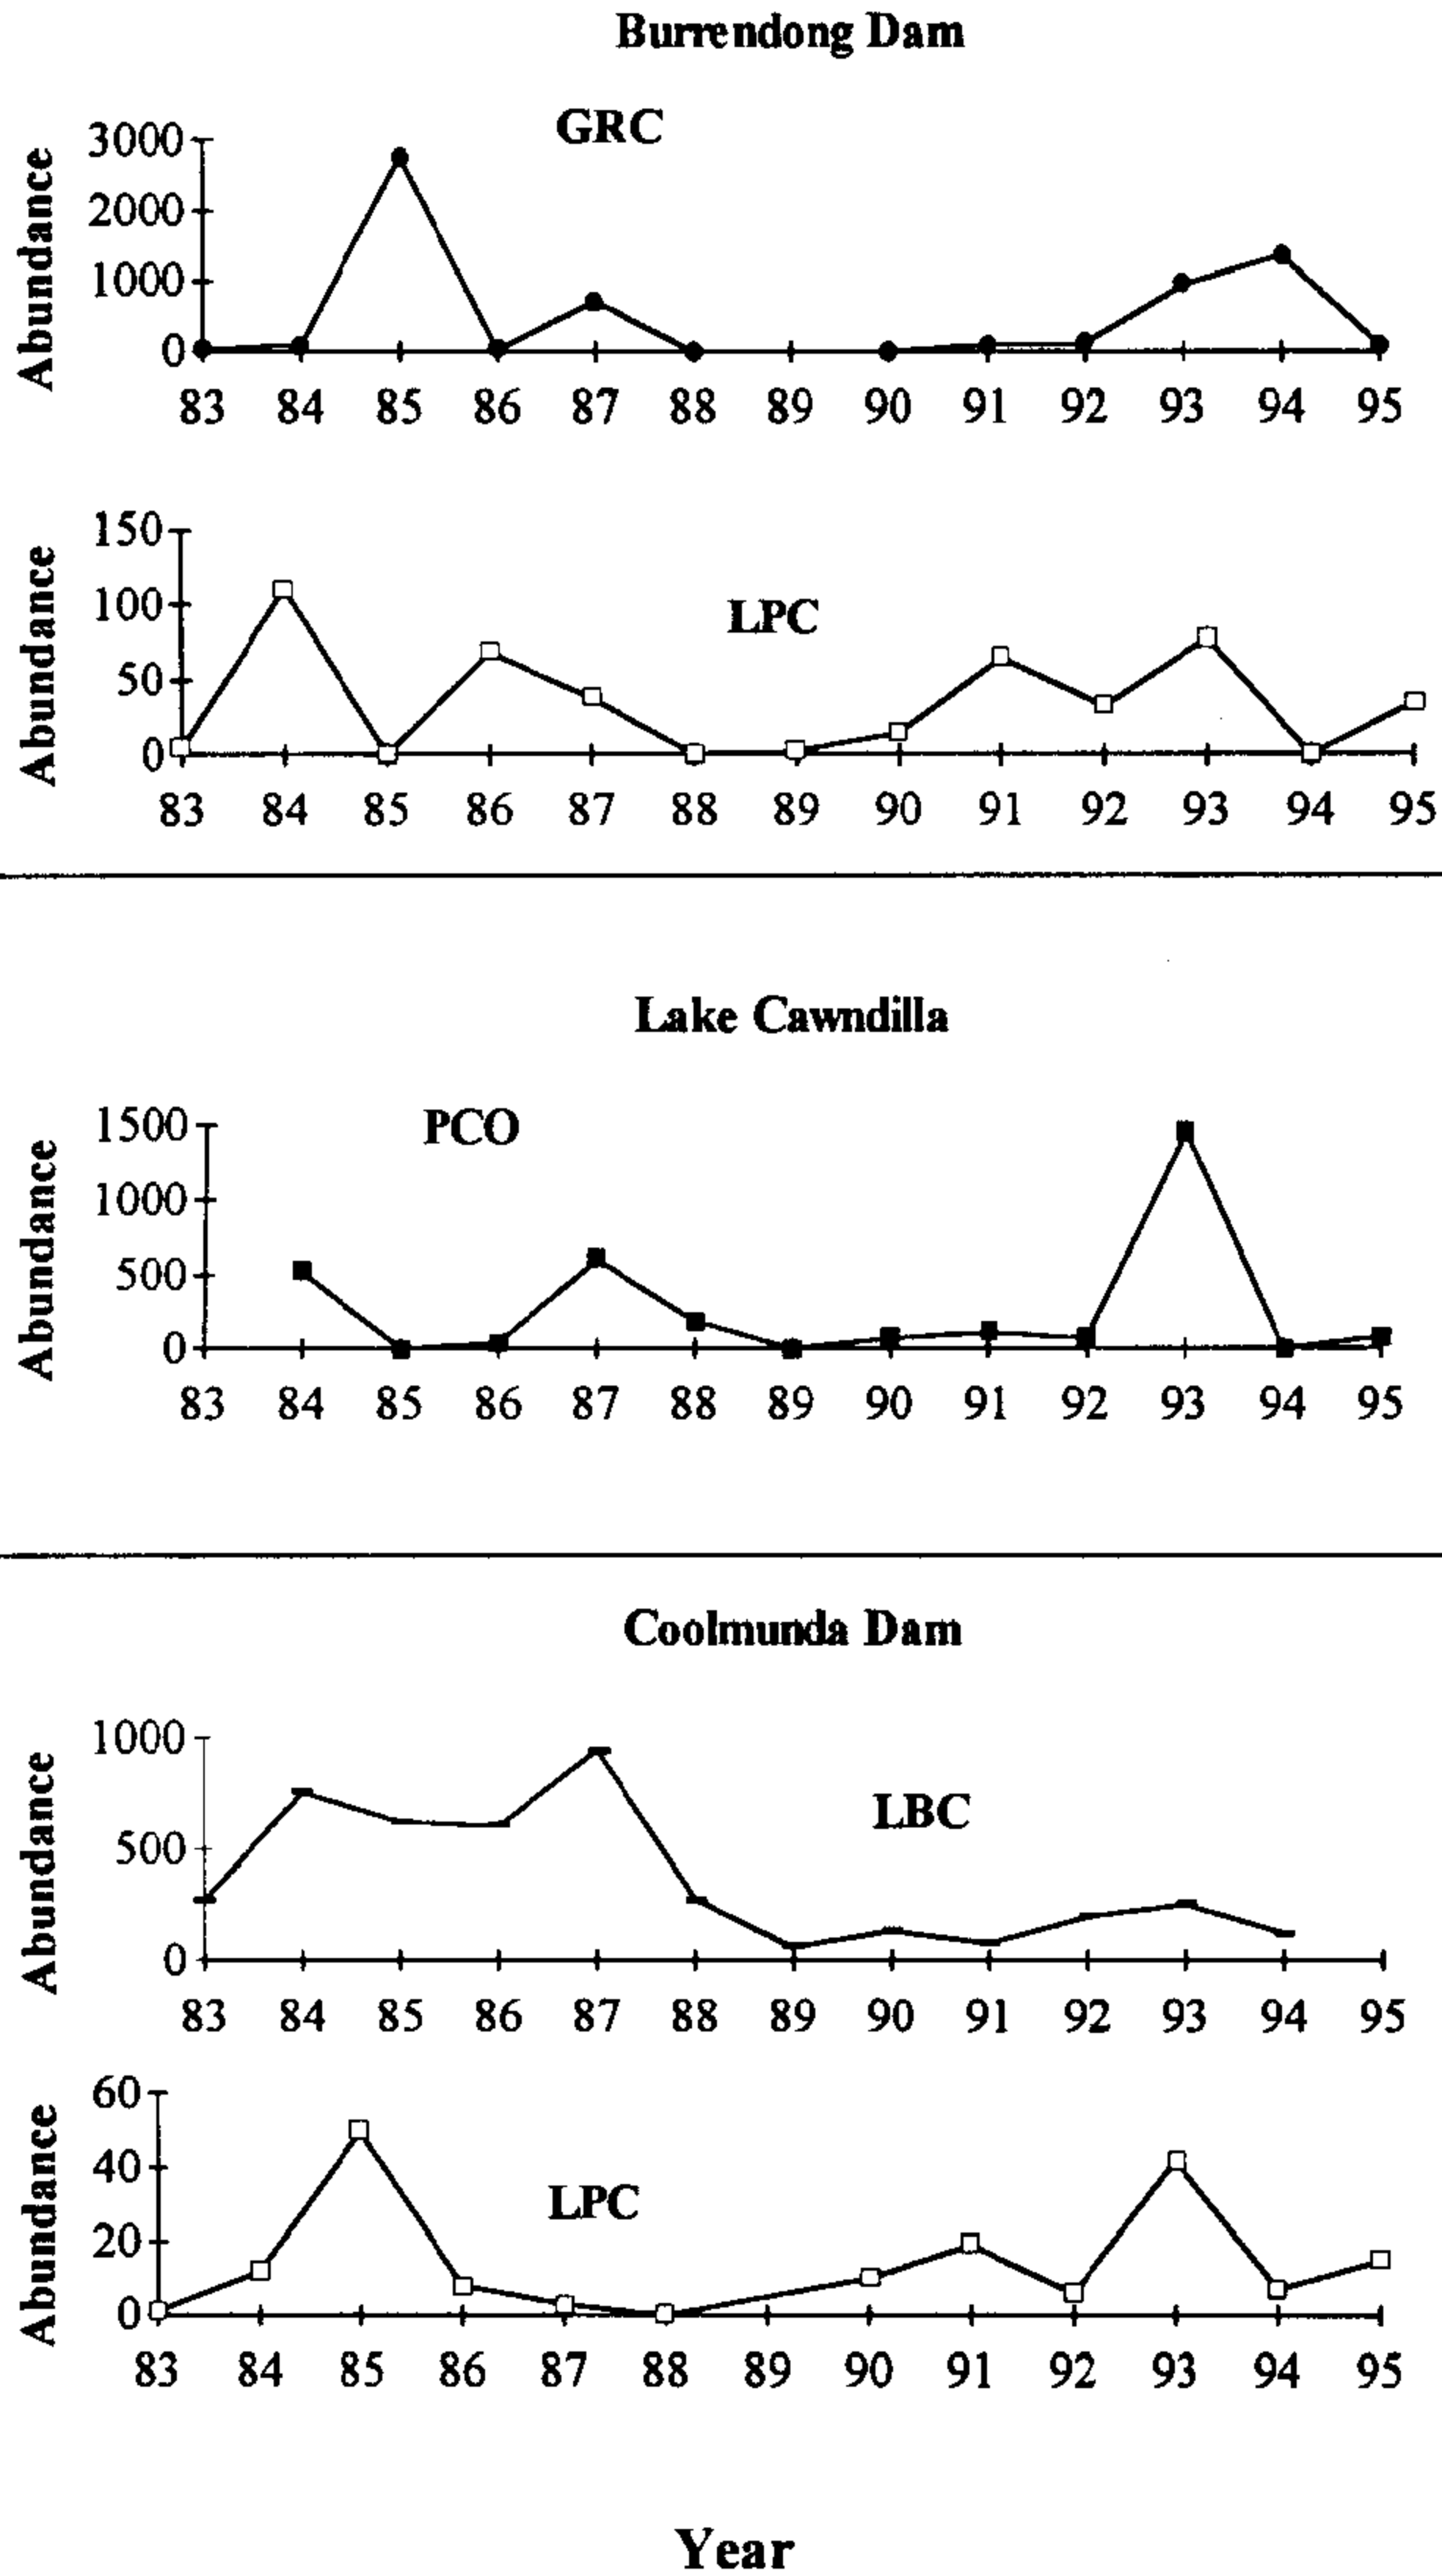 Burrendong Dam
GRC
Abundance
3000
2000
1000
0
83 84 85 86 87 88 89 90 91 92 93 94 95
LPC
Abundance
150
100
50
0
83 84 85 86 87 88 89 90 91 92 93 94 95
Lake Cawndilla
PCO
Abundance
1500
1000
500
0
83 84 85 86 87 88 89 90 91 92 93 94 95
Coolmunda Dam
LBC
Abundance
1000
500
0
83 84 85 86 87 88 89 90 91 92 93 94 95
LPC
Abundance
60
40
20
0
83 84 85 86 87 88 89 90 91 92 93 94 95
Year